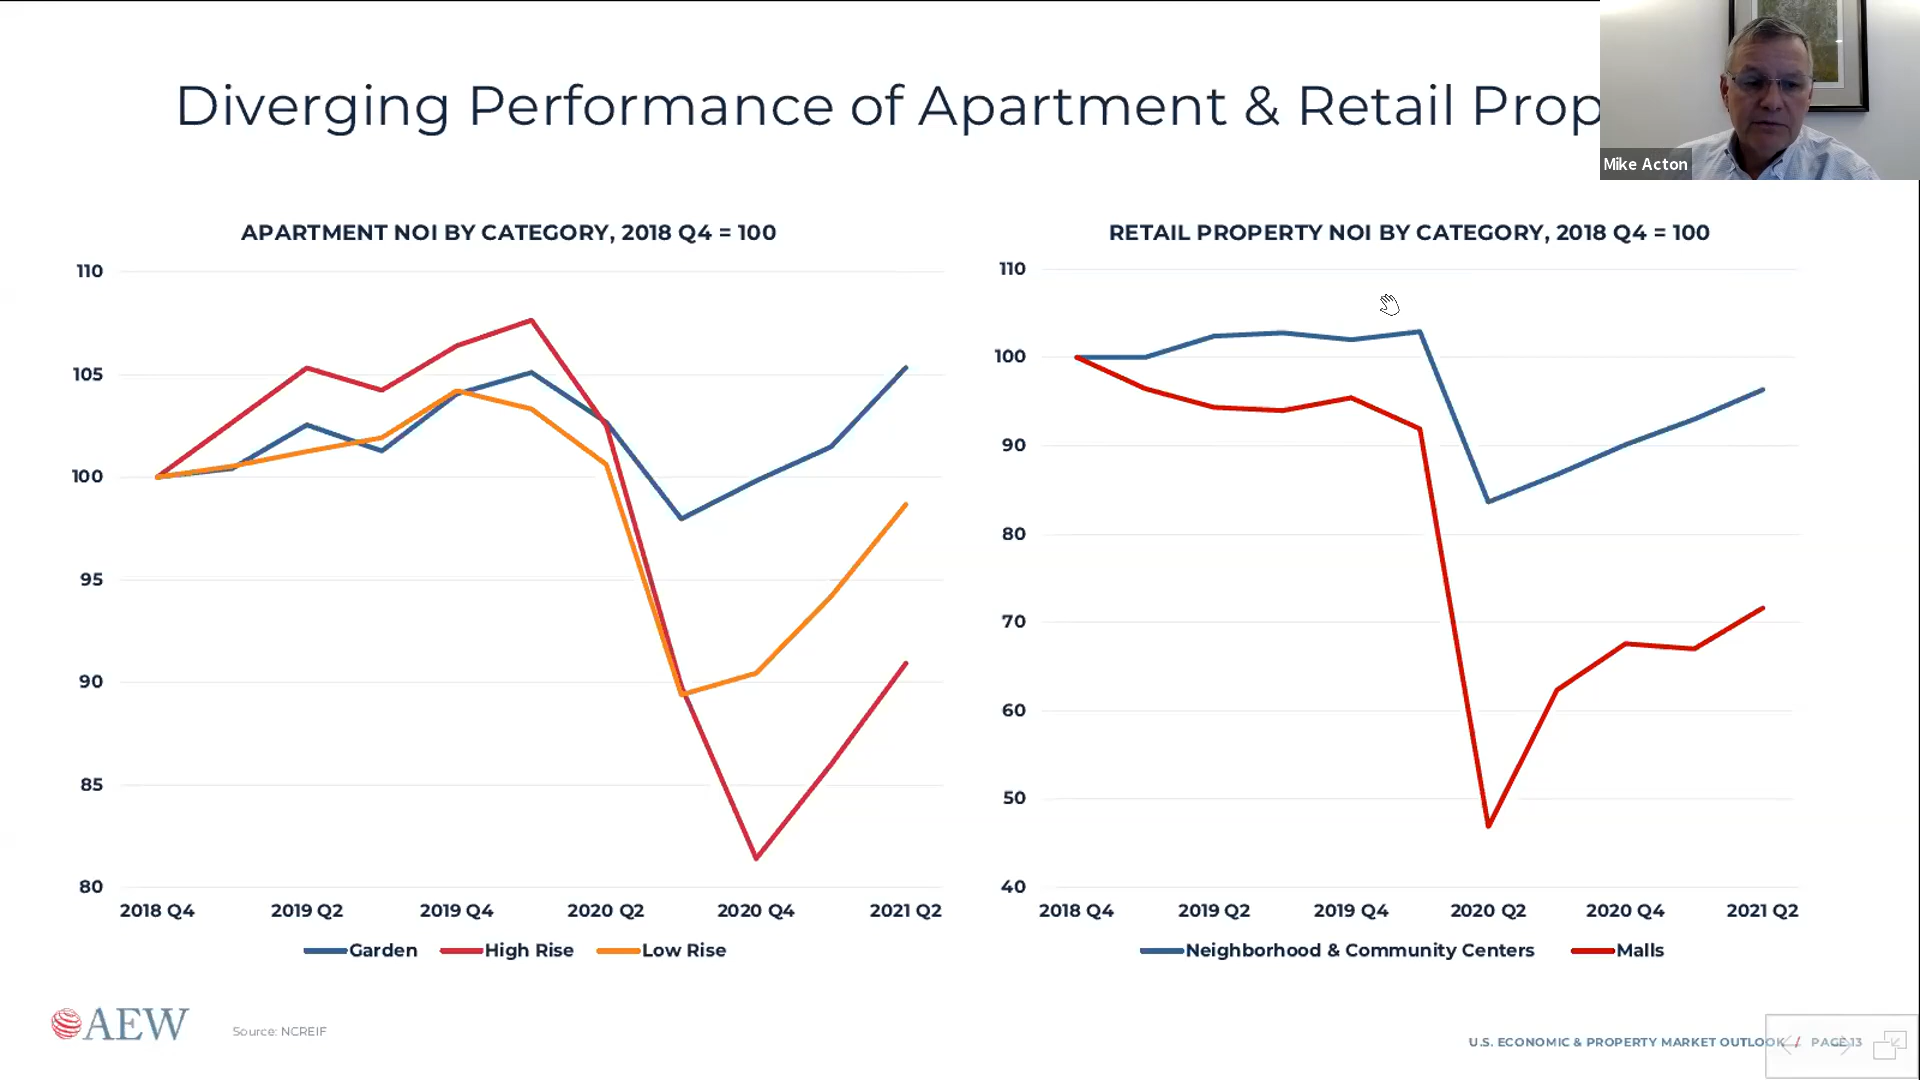 Diverging Performance of Apartment & Retail Prop
Mike Acton
APARTMENT NOI BY CATEGORY, 2018 Q4 = 100
110
105
100
95
90
85
80
2018 Q4 2019 Q2 2019 Q4 2020 Q2 2020 Q4 2021 Q2
Garden High Rise Low Rise
RETAIL PROPERTY NOI BY CATEGORY, 2018 Q4 = 100
110
100
90
80
70
60
50
40
2018 Q4 2019 Q2 2019 Q4 2020 Q2 2020 Q4 2021 Q2
Neighborhood & Community Centers Malls
AEW
Source: NCREIF
U.S. ECONOMIC & PROPERTY MARKET OUTLOOK / PAGE 13